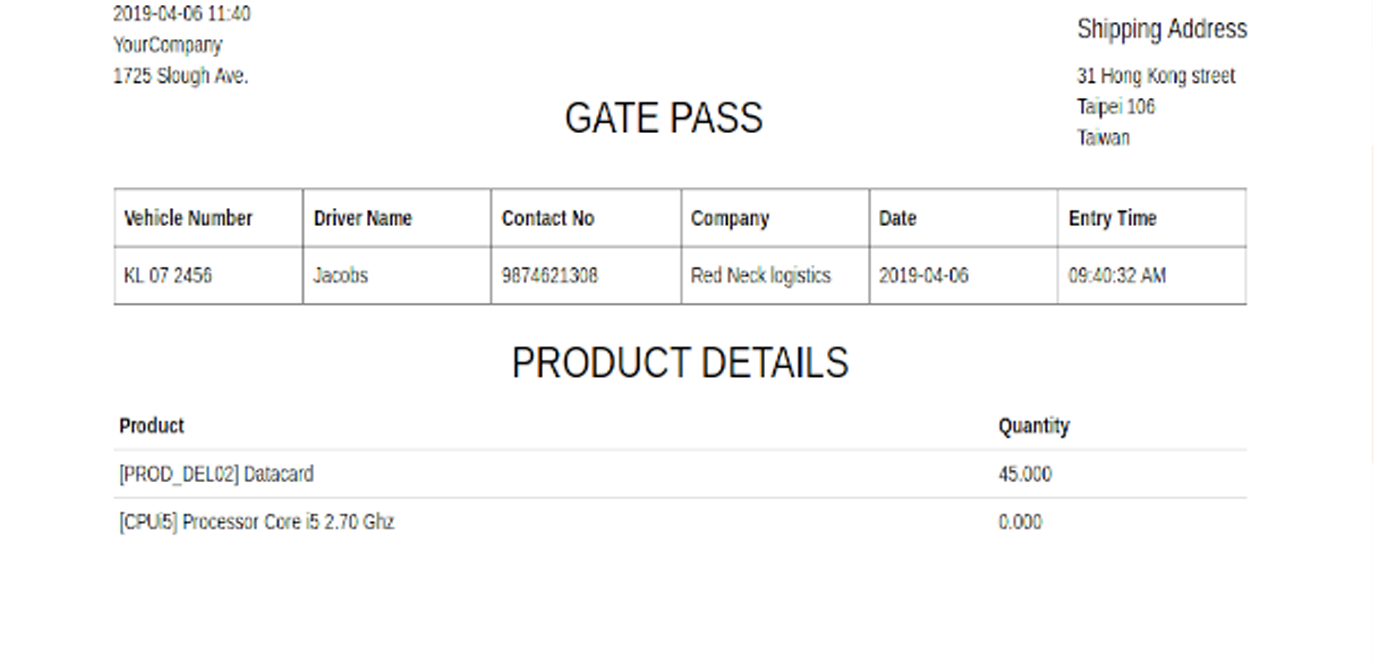 2019-04-06 11:40
YourCompany
1725 Slough Ave.
Shipping Address
31 Hong Kong street
Taipei 106
Taiwan
GATE PASS
Vehicle Number Driver Name Contact No Company Date Entry Time
KL 07 2456 Jacobs 9874621308 Red Neck logistics 2019-04-06 09:40:32 AM
PRODUCT DETAILS
Product Quantity
[PROD_DEL02] Datacard 45.000
[CPUi5] Processor Core i5 2.70 Ghz 0.000